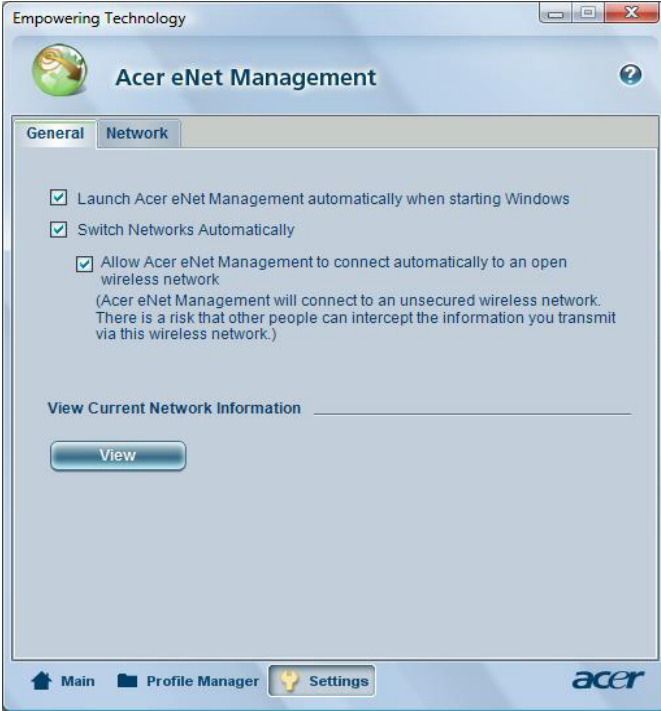 Empowering Technology
Acer eNet Management
?
General Network
Launch Acer eNet Management automatically when starting Windows
Switch Networks Automatically
Allow Acer eNet Management to connect automatically to an open
wireless network
(Acer eNet Management will connect to an unsecured wireless network.
There is a risk that other people can intercept the information you transmit
via this wireless network.)
View Current Network Information
View
Main Profile Manager Settings acer